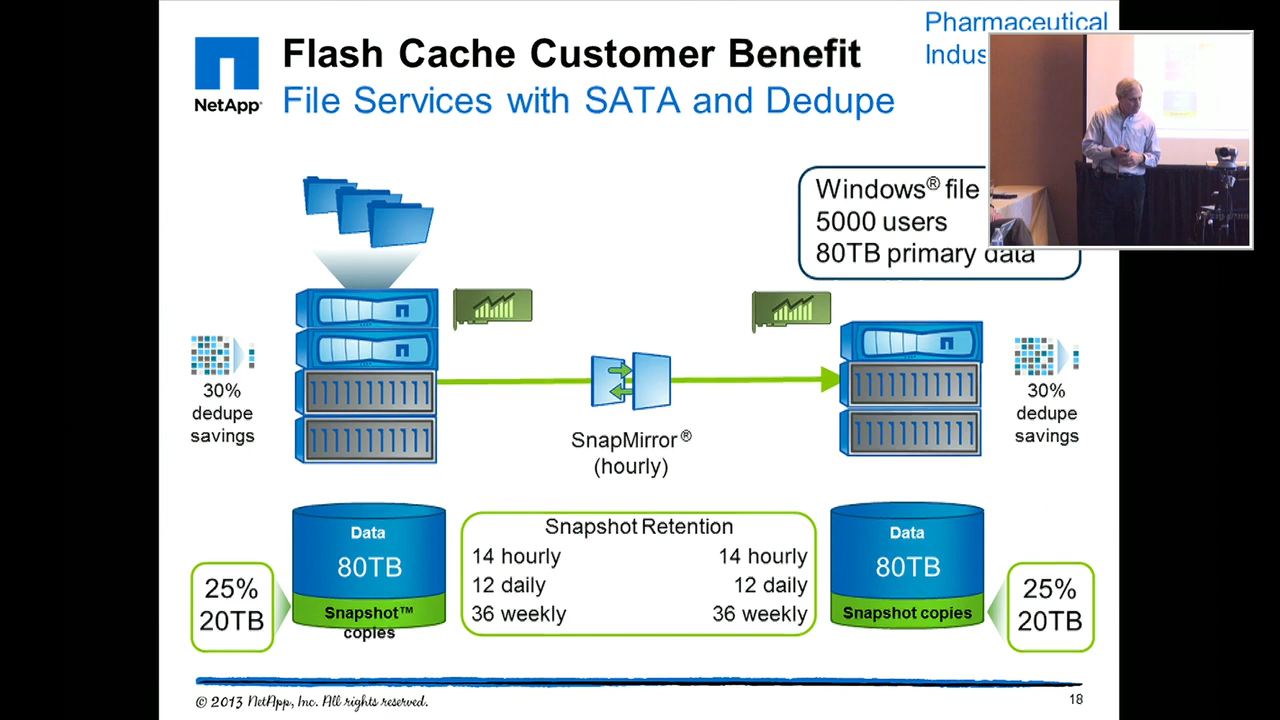 Pharmaceutical
Flash Cache Customer Benefit
File Services with SATA and Dedupe
NetApp
Windows® file
5000 users
80TB primary data
30%
dedupe
savings
SnapMirror®
(hourly)
30%
dedupe
savings
Data
80TB
Snapshot™
copies
25%
20TB
Snapshot Retention
14 hourly 14 hourly
12 daily 12 daily
36 weekly 36 weekly
Data
80TB
Snapshot copies
25%
20TB
© 2013 NetApp, Inc. All rights reserved.
18